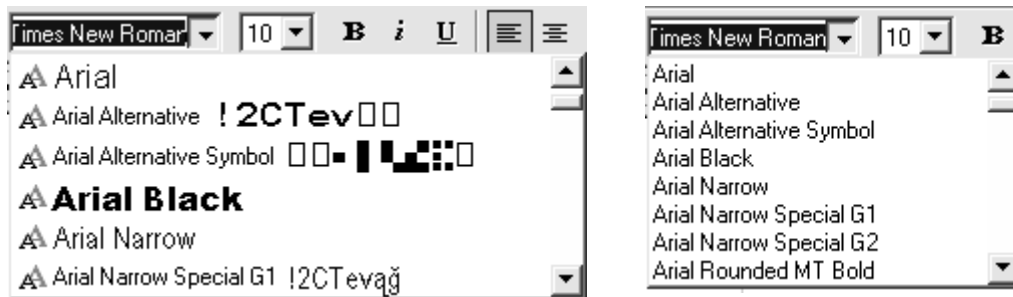 Times New Roman 10 B i U
Arial
Arial Alternative !2CTev
Arial Alternative Symbol
Arial Black
Arial Narrow
Arial Narrow Special G1 !2CTevąğ
Times New Roman 10 B
Arial
Arial Alternative
Arial Alternative Symbol
Arial Black
Arial Narrow
Arial Narrow Special G1
Arial Narrow Special G2
Arial Rounded MT Bold